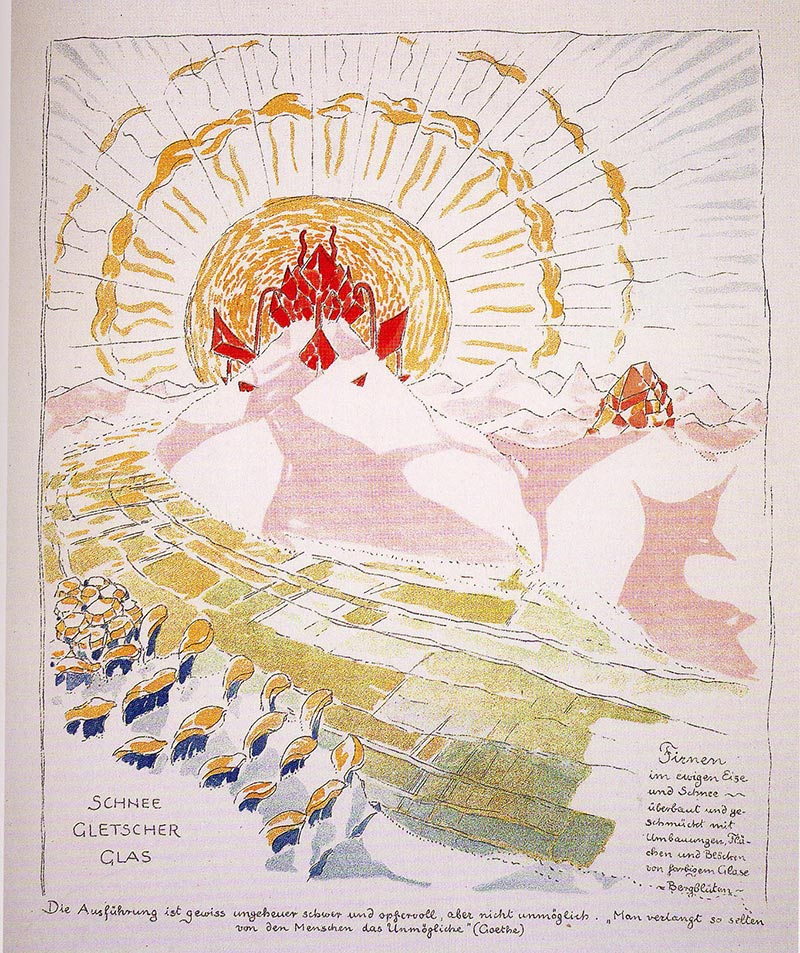 SCHNEE
GLETSCHER
GLAS
Firnen
im ewigen Eise
und Schnee ~
überbaut und ge-
schmückt mit
Umbauungen, Flä-
chen und Blöcken
von farbigem Glase
~ Bergblüten ~
Die Ausführung ist gewiss ungeheuer schwer und opfervoll, aber nicht unmöglich. „Man verlangt so selten
von den Menschen das Unmögliche" (Goethe)